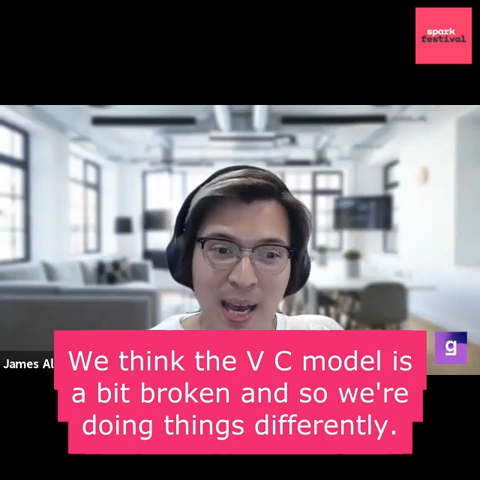 spark
festival
James Al
We think the V C model is
a bit broken and so we're
doing things differently.
g